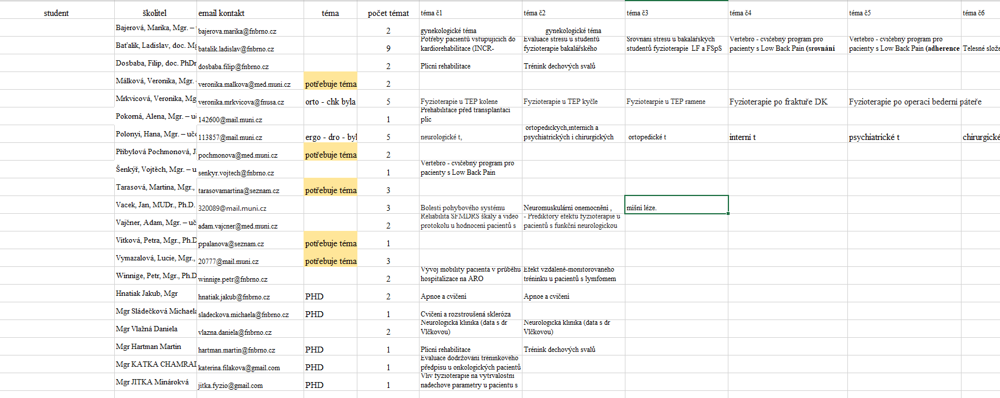 student školitel email kontakt téma počet témat téma č1 téma č2 téma č3 téma č4 téma č5 téma č6
Bajerová, Marika, Mgr. – bajerova.marika@fnbrno.cz 2 gynekologické téma gynekologické téma
Baťalik, Ladislav, doc. Mg batalik.ladislav@fnbrno.cz 9 Potřeby pacientů vstupujících do kardiorehabilitace (INCR- Evaluace stresu u studentů fyzioterapie bakalářského Srovnání stresu u bakalářských studentů fyzioterapie LF a FSpS Vertebro - cvičebný program pro pacienty s Low Back Pain (srovnání Vertebro - cvičebný program pro pacienty s Low Back Pain (adherence Tělesné slože
Dosbaba, Filip, doc. PhDr dosbaba.filip@fnbrno.cz 2 Plicní rehabilitace Trénink dechových svalů
Málková, Veronika, Mgr. veronika.malkova@med.muni.cz potřebuje téma 2
Mrkvicová, Veronika, Mg veronika.mrkvicova@fnusa.cz orto - chk byla 5 Fyzioterapie u TEP kolene Fyzioterapie u TEP kyčle Fyziotearpie u TEP ramene Fyzioterapie po fraktuře DK Fyzioterapie po operaci bederní páteře
Pokorná, Alena, Mgr. – uč 142600@mail.muni.cz 1 Prehabilitace před transplantací plic
Polonyi, Hana, Mgr. – uč 113857@mail.muni.cz ergo - dro - byl 5 neurologické t, ortopedických,interních a psychiatrických i chirurgických ortopedické t interní t psychiatrické t chirurgické
Přibylová Pochmonová, J pochmonova@med.muni.cz potřebuje téma 2
Šenkýř, Vojtěch, Mgr. – u senkyr.vojtech@fnbrno.cz 1 Vertebro - cvičebný program pro pacienty s Low Back Pain
Tarasová, Martina, Mgr., tarasovamartina@seznam.cz potřebuje téma 3
Vacek, Jan, MUDr., Ph.D. 320089@mail.muni.cz 3 Bolesti pohybového systému Neuromuskulární onemocnění , míšní léze.
Vajčner, Adam, Mgr. – uč adam.vajcner@med.muni.cz 2 Reliabilita SFMDRS škály a video protokolu u hodnocení pacientů s - Prediktory efektu fyzioterapie u pacientů s funkční neurologickou
Vítková, Petra, Mgr., Ph.D ppalanova@seznam.cz potřebuje téma 1
Vymazalová, Lucie, Mgr., 20777@mail.muni.cz potřebuje téma 3
Winnige, Petr, Mgr., Ph.D winnige.petr@fnbrno.cz 2 Vývoj mobility pacienta v průběhu hospitalizace na ARO Efekt vzdáleně-monitorovaného tréninku u pacientů s lymfomem
Hnatiak Jakub, Mgr hnatiak.jakub@fnbrno.cz PHD 2 Apnoe a cvičení Apnoe a cvičení
Mgr Sládečková Michaela sladeckova.michaela@fnbrno.cz PHD 1 Cvičení a rozstroušená skleróza
Mgr Vlažná Daniela vlazna.daniela@fnbrno.cz 2 Neurologická klinika (data s dr Vlčkovou) Neurologická klinika (data s dr Vlčkovou)
Mgr Hartman Martin hartman.martin@fnbrno.cz PHD 1 Plicní rehabilitace Trénink dechových svalů
Mgr KATKA CHAMRAD katerina.filakova@gmail.com PHD 1 Evaluace dodržování tréninkového předpisu u onkologických pacientů
Mgr JITKA Minároková jitka.fyzio@gmail.com PHD 1 Vliv fyzioterapie na vytrvalostní nádechové parametry u pacientu s